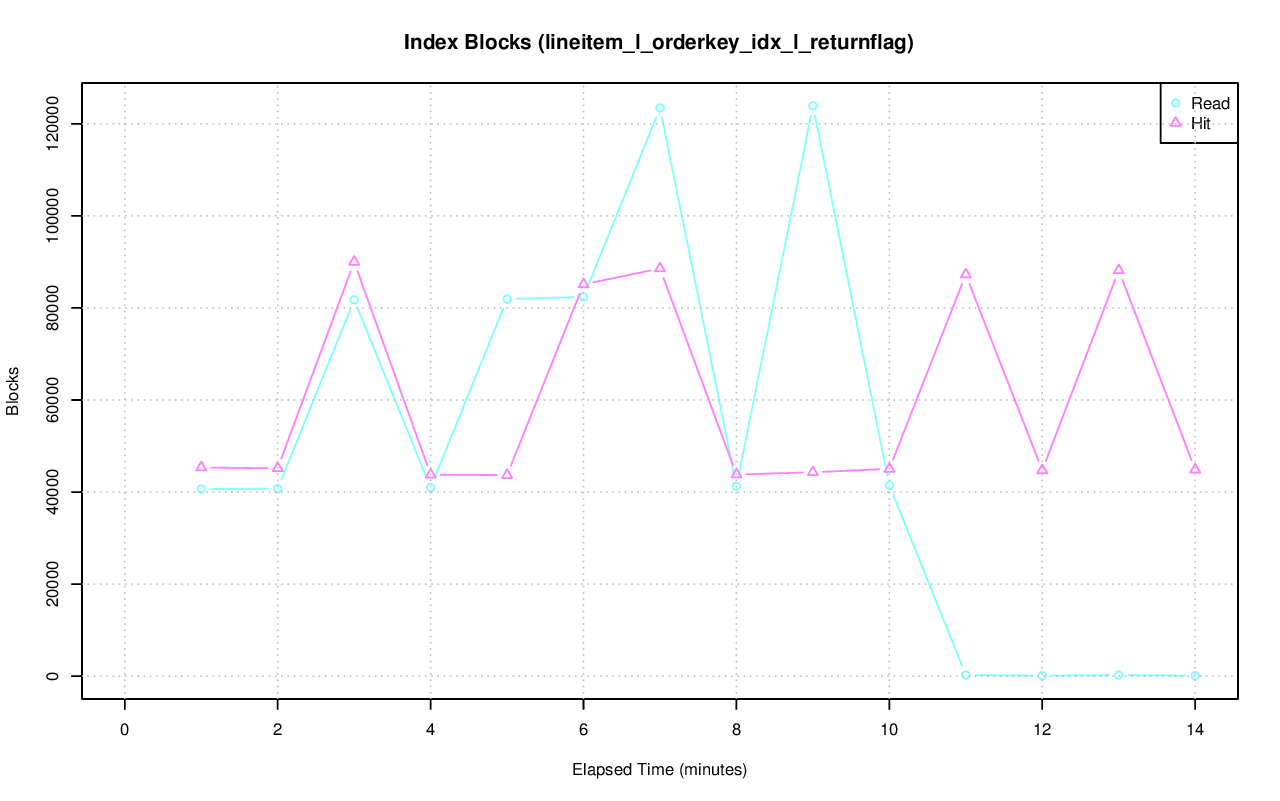 Index Blocks (lineitem_l_orderkey_idx_l_returnflag)
Read
Hit
120000
100000
80000
60000
40000
20000
0
Blocks
0 2 4 6 8 10 12 14
Elapsed Time (minutes)